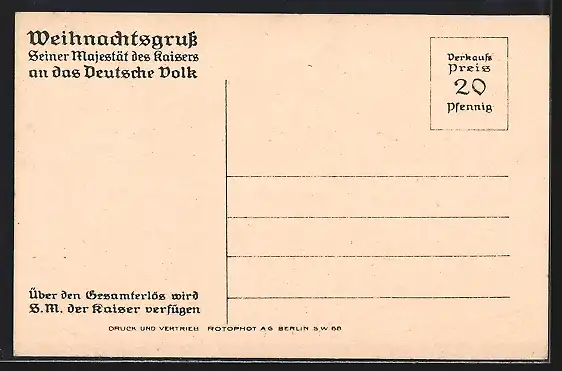 Weihnachtsgruß
Seiner Majestät des Kaisers
an das Deutsche Volk
Verkaufs
Preis
20
Pfennig
Über den Gesamterlös wird
S.M. der Kaiser verfügen
DRUCK UND VERTRIEB ROTOPHOT A G BERLIN S W 68